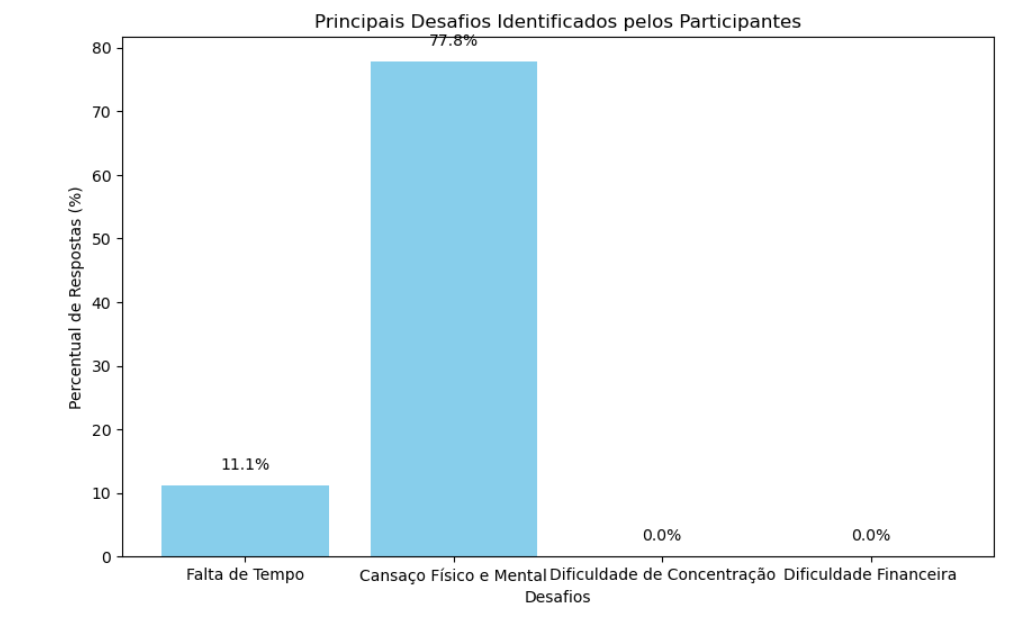 Principais Desafios Identificados pelos Participantes
Percentual de Respostas (%)
80
70
60
50
40
30
20
10
0
77.8%
11.1%
0.0%
0.0%
Falta de Tempo
Cansaço Físico e Mental
Dificuldade de Concentração
Dificuldade Financeira
Desafios